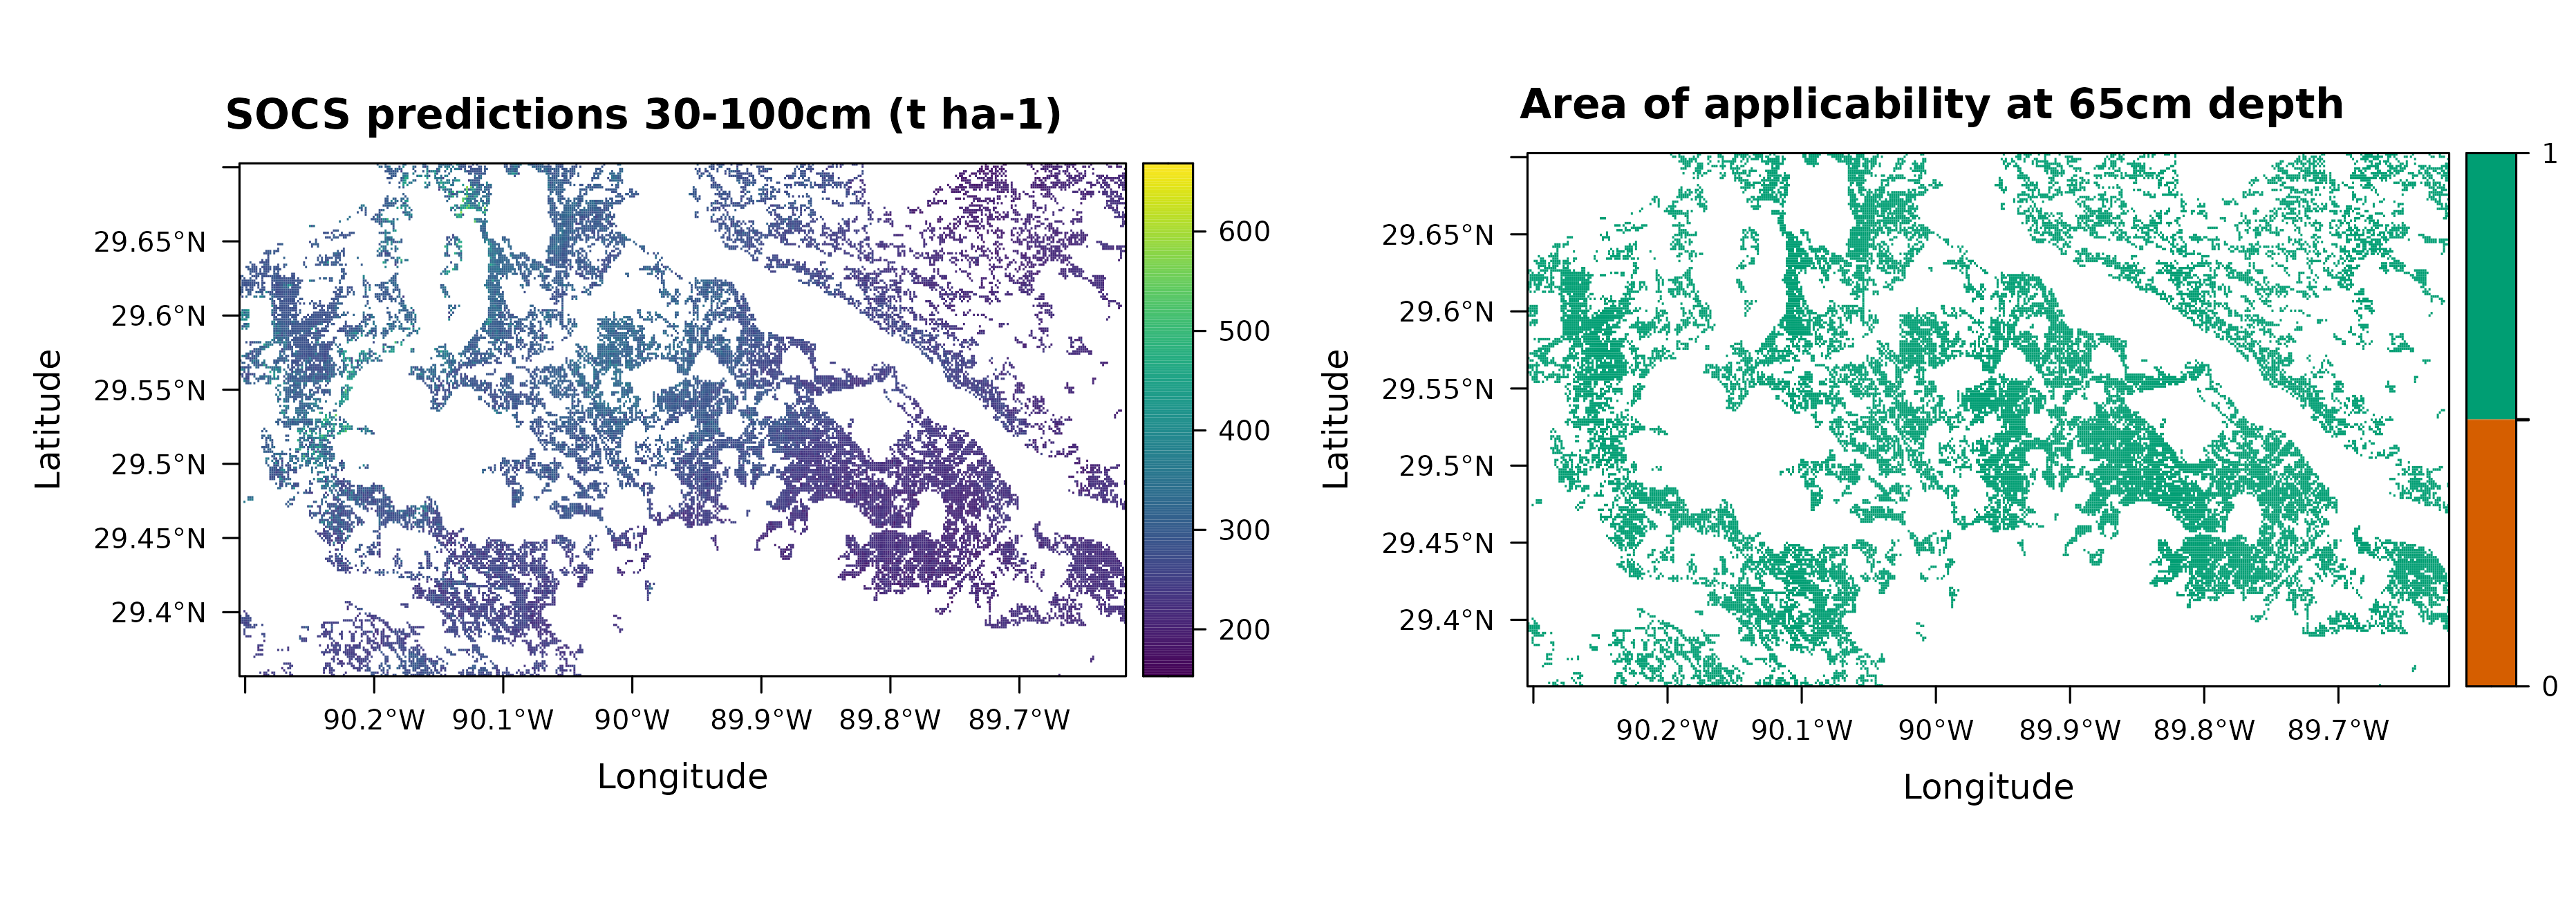 SOCS predictions 30-100cm (t ha-1)
Latitude
29.65°N
29.6°N
29.55°N
29.5°N
29.45°N
29.4°N
90.2°W 90.1°W 90°W 89.9°W 89.8°W 89.7°W
Longitude
600
500
400
300
200
Area of applicability at 65cm depth
Latitude
29.65°N
29.6°N
29.55°N
29.5°N
29.45°N
29.4°N
90.2°W 90.1°W 90°W 89.9°W 89.8°W 89.7°W
Longitude
1
0